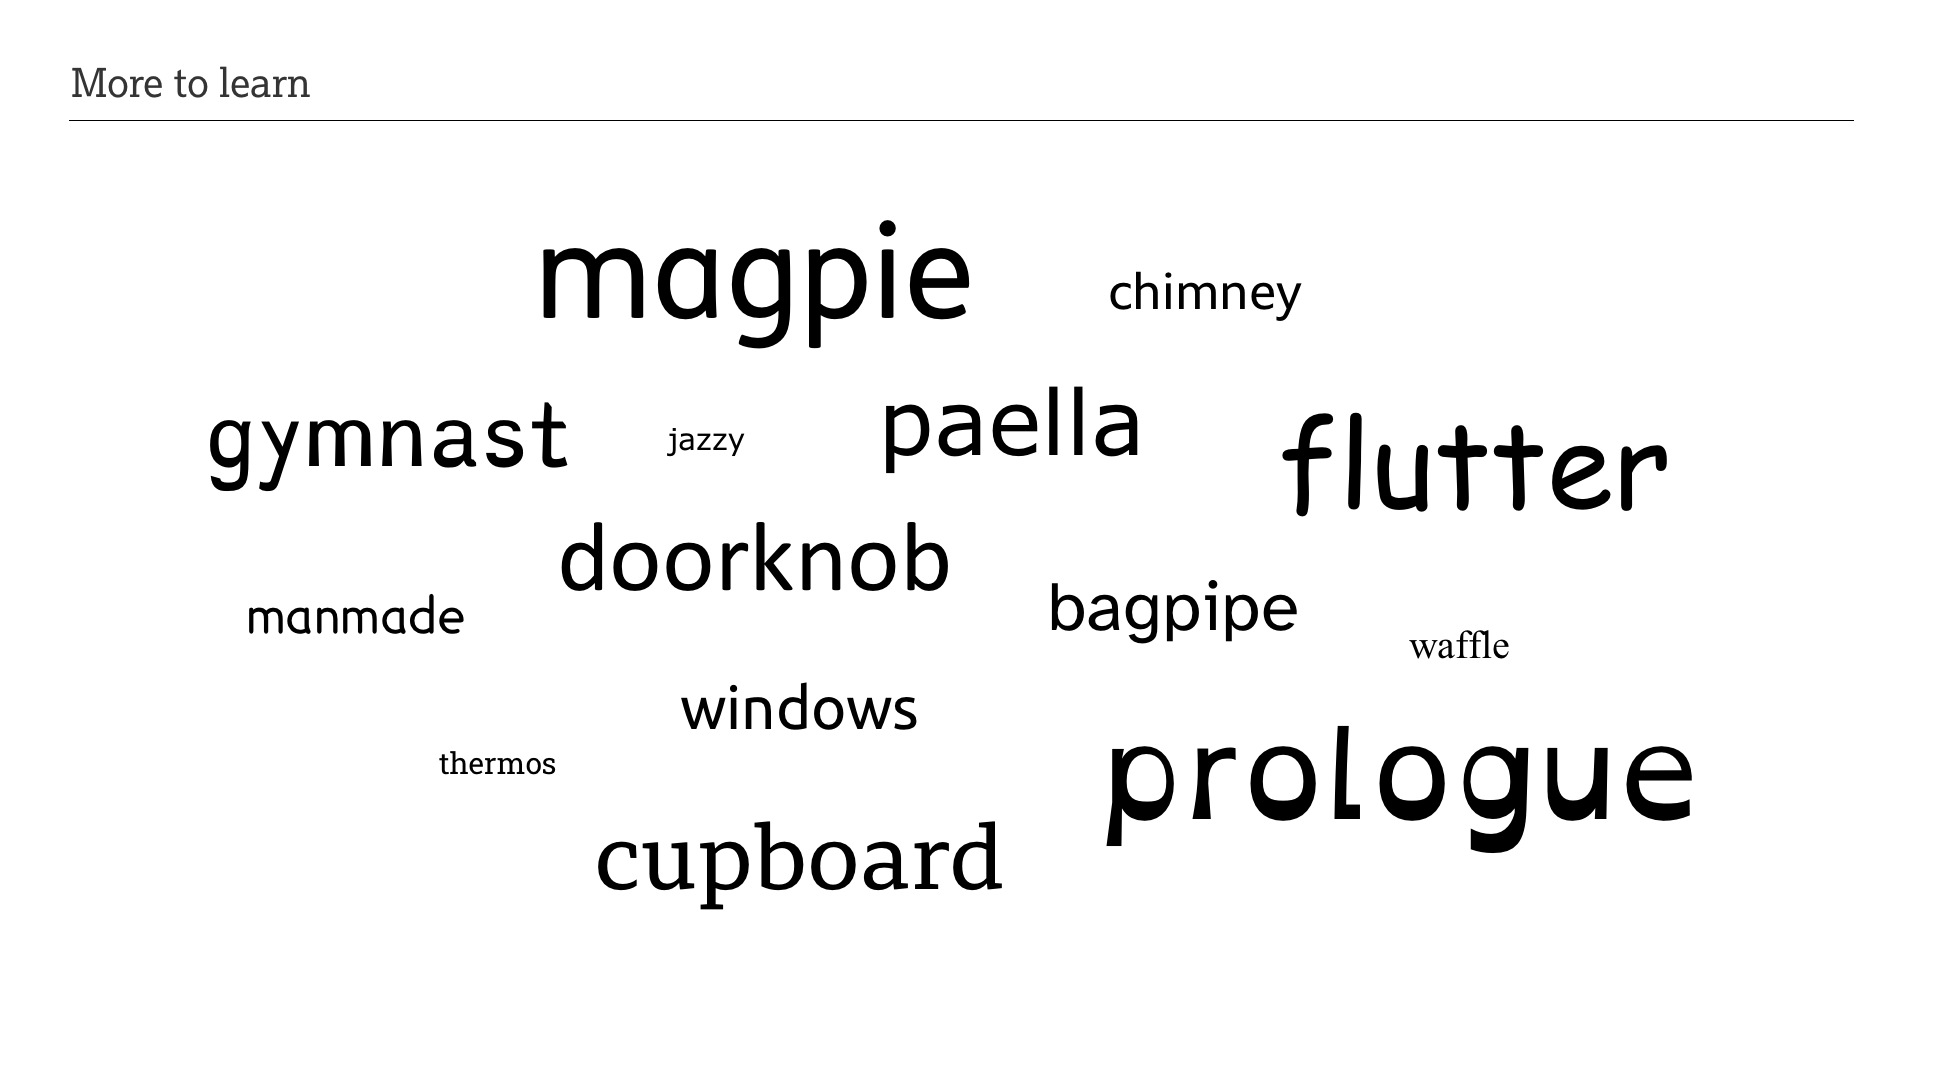 More to learn
magpie
chimney
gymnast
jazzy
paella
flutter
doorknob
manmade
bagpipe
waffle
windows
thermos
prologue
cupboard